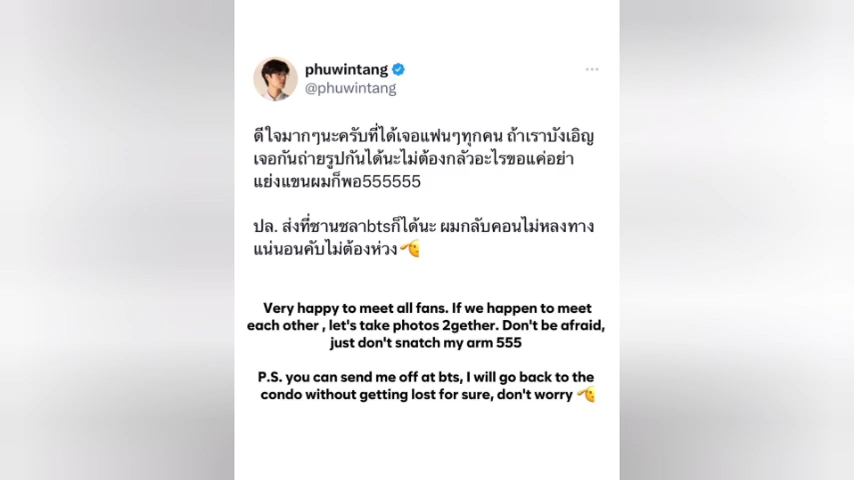 phuwintang
@phuwintang
ดีใจมากๆนะครับที่ได้เจอแฟนๆทุกคน ถ้าเราบังเอิญ
เจอกันถ่ายรูปกันได้นะไม่ต้องกลัวอะไรขอแค่อย่า
แย่งแขนผมก็พอ555555
ปล. ส่งที่ชานชลาbtsก็ได้นะ ผมกลับคอนไม่หลงทาง
แน่นอนคับไม่ต้องห่วง🫡
Very happy to meet all fans. If we happen to meet
each other , let's take photos 2gether. Don't be afraid,
just don't snatch my arm 555
P.S. you can send me off at bts, I will go back to the
condo without getting lost for sure, don't worry 🫡